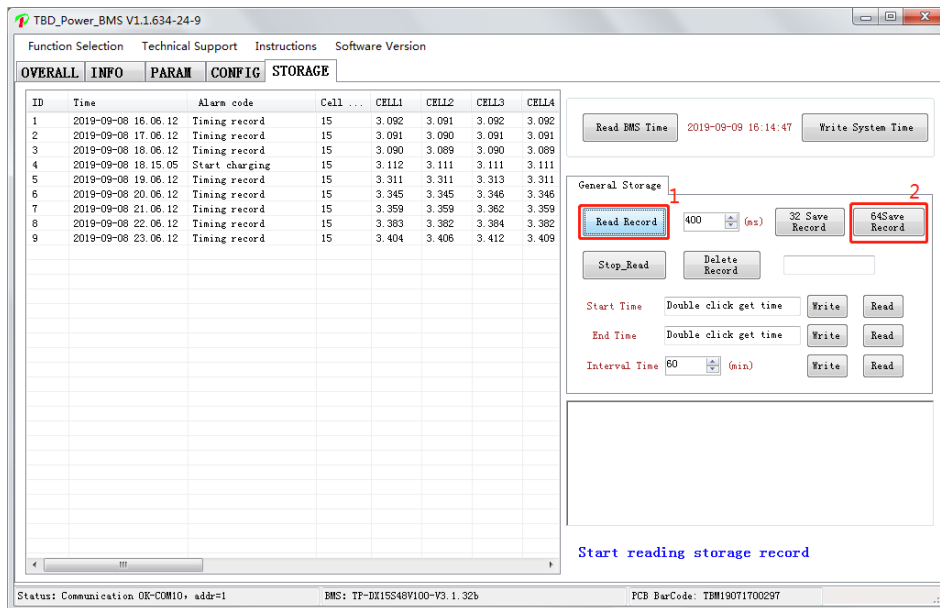 TBD_Power_BMS V1.1.634-24-9
Function Selection Technical Support Instructions Software Version
OVERALL INFO PARAM CONFIG STORAGE
ID Time Alarm code Cell ... CELL1 CELL2 CELL3 CELL4
1 2019-09-08 16.06.12 Timing record 15 3.092 3.091 3.092 3.092
2 2019-09-08 17.06.12 Timing record 15 3.091 3.090 3.091 3.091
3 2019-09-08 18.06.12 Timing record 15 3.090 3.089 3.090 3.089
4 2019-09-08 18.15.05 Start charging 15 3.112 3.111 3.111 3.111
5 2019-09-08 19.06.12 Timing record 15 3.311 3.311 3.313 3.311
6 2019-09-08 20.06.12 Timing record 15 3.345 3.345 3.346 3.346
7 2019-09-08 21.06.12 Timing record 15 3.359 3.359 3.362 3.359
8 2019-09-08 22.06.12 Timing record 15 3.383 3.382 3.384 3.382
9 2019-09-08 23.06.12 Timing record 15 3.404 3.406 3.412 3.409
Read BMS Time 2019-09-09 16:14:47 Write System Time
General Storage
1 2
Read Record 400 (ms) 32 Save Record 64Save Record
Stop_Read Delete Record
Start Time Double click get time Write Read
End Time Double click get time Write Read
Interval Time 60 (min) Write Read
Start reading storage record
Status: Communication OK-COM10, addr=1 BMS: TP-DX15S48V100-V3.1.32b PCB BarCode: TBM19071700297